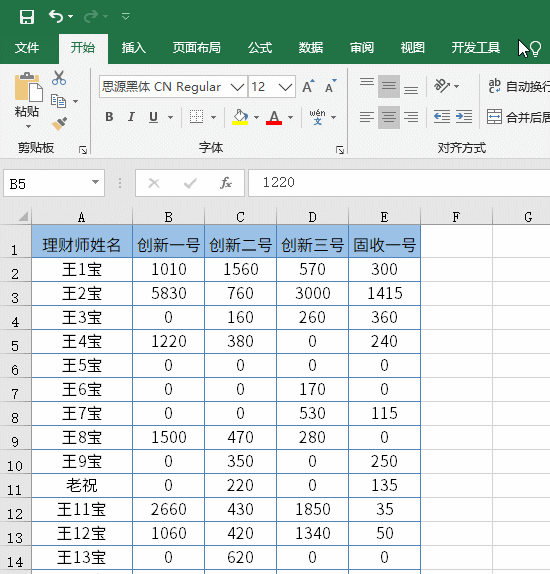 文件 开始 插入 页面布局 公式 数据 审阅 视图 开发工具
思源黑体 CN Regular 12 A A ab 自动换行
粘贴 B I U A wén 文 合并后居
剪贴板 字体 对齐方式
B5 fx 1220
A B C D E F G
1 理财师姓名 创新一号 创新二号 创新三号 固收一号
2 王1宝 1010 1560 570 300
3 王2宝 5830 760 3000 1415
4 王3宝 0 160 260 360
5 王4宝 1220 380 0 240
6 王5宝 0 0 0 0
7 王6宝 0 0 170 0
8 王7宝 0 0 530 115
9 王8宝 1500 470 280 0
10 王9宝 0 350 0 250
11 老祝 0 220 0 135
12 王11宝 2660 430 1850 35
13 王12宝 1060 420 1340 50
14 王13宝 0 620 0 0